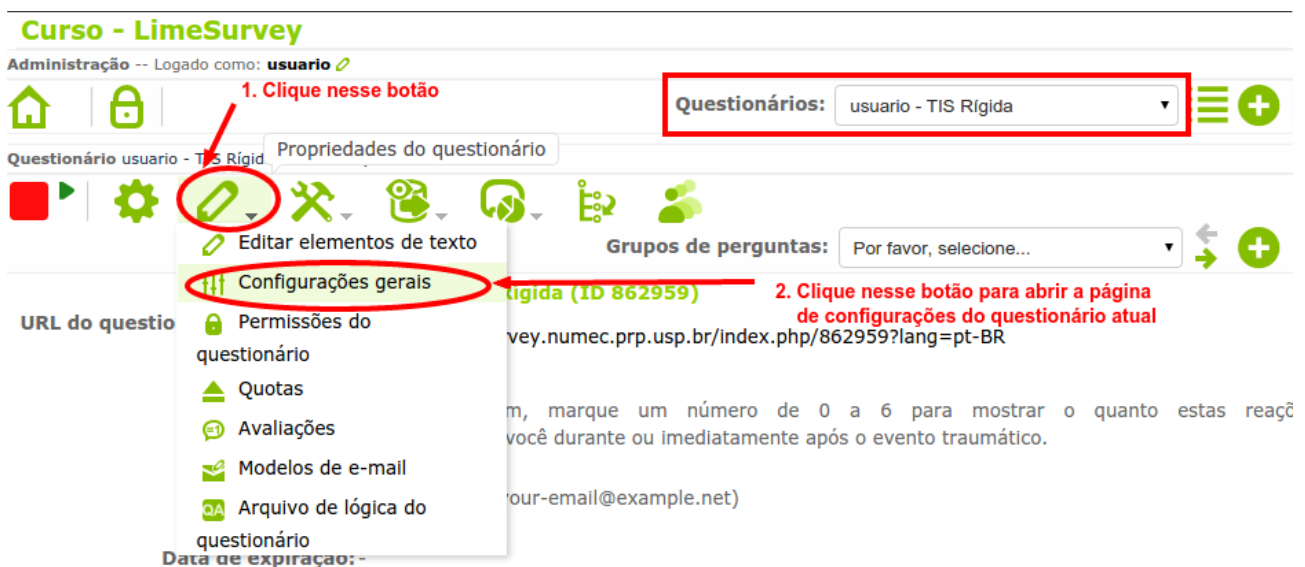 Curso - LimeSurvey
Administração -- Logado como: usuario
1. Clique nesse botão
Questionários: usuario - TIS Rígida
Questionário usuario - TIS Rígid
Propriedades do questionário
Editar elementos de texto
Grupos de perguntas: Por favor, selecione...
Configurações gerais
rígida (ID 862959)
2. Clique nesse botão para abrir a página
de configurações do questionário atual
URL do questio
Permissões do
questionário
vey.numec.prp.usp.br/index.php/862959?lang=pt-BR
Quotas
m, marque um número de 0 a 6 para mostrar o quanto estas reaçõ
Avaliações
você durante ou imediatamente após o evento traumático.
Modelos de e-mail
our-email@example.net)
QA Arquivo de lógica do
questionário
Data de expiração: -